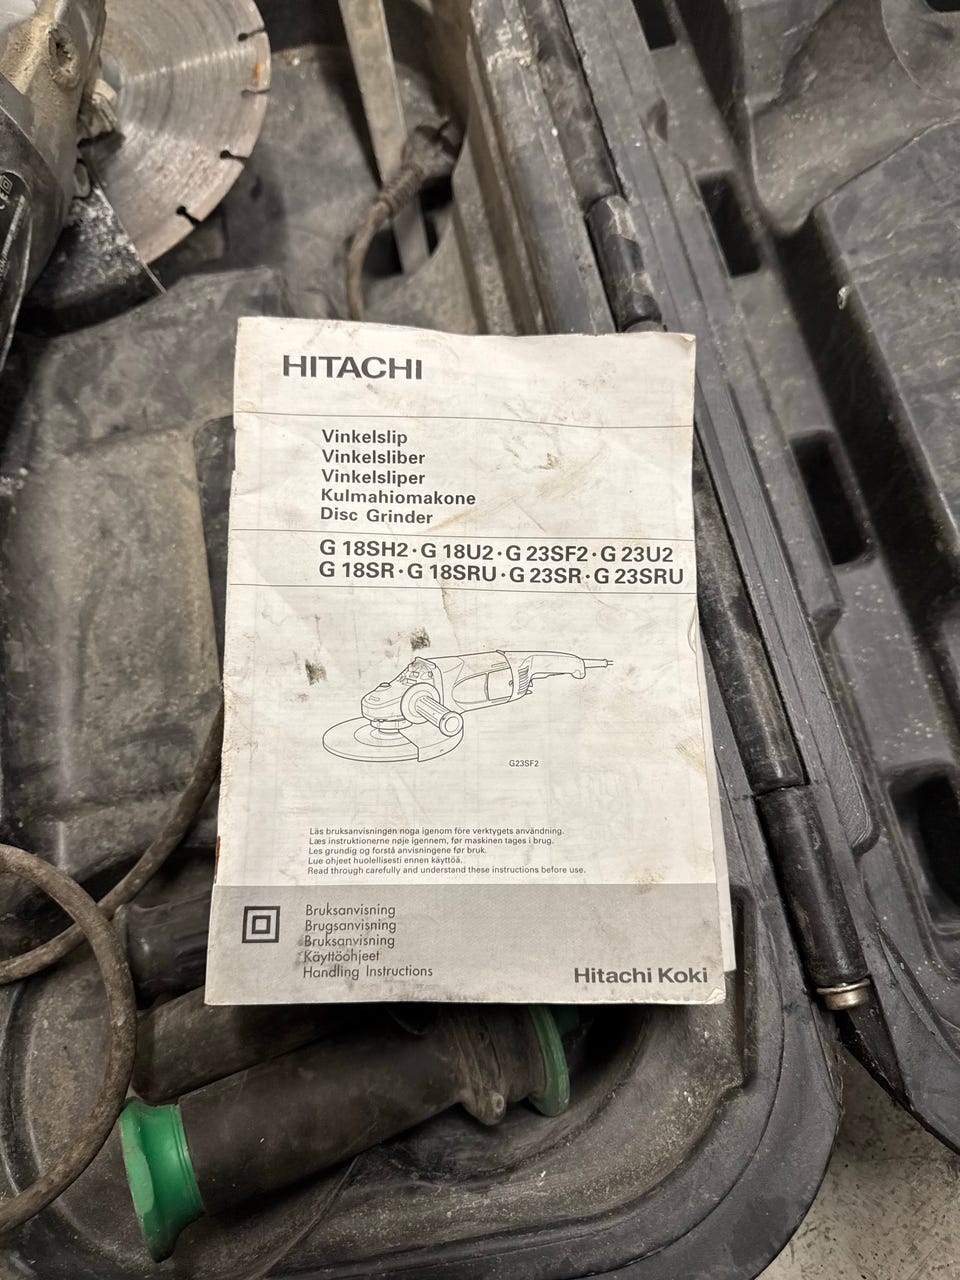 HITACHI
Vinkelslip
Vinkelsliber
Vinkelsliper
Kulmahiomakone
Disc Grinder
G 18SH2 · G 18U2 · G 23SF2 · G 23U2
G 18SR · G 18SRU · G 23SR · G 23SRU
G23SF2
Läs bruksanvisningen noga igenom före verktygets användning.
Læs instruktionerne nøje igennem, før maskinen tages i brug.
Les grundig og forstå anvisningene før bruk.
Lue ohjeet huolellisesti ennen käyttöä.
Read through carefully and understand these instructions before use.
Bruksanvisning
Brugsanvisning
Bruksanvisning
Käyttöohjeet
Handling Instructions
Hitachi Koki